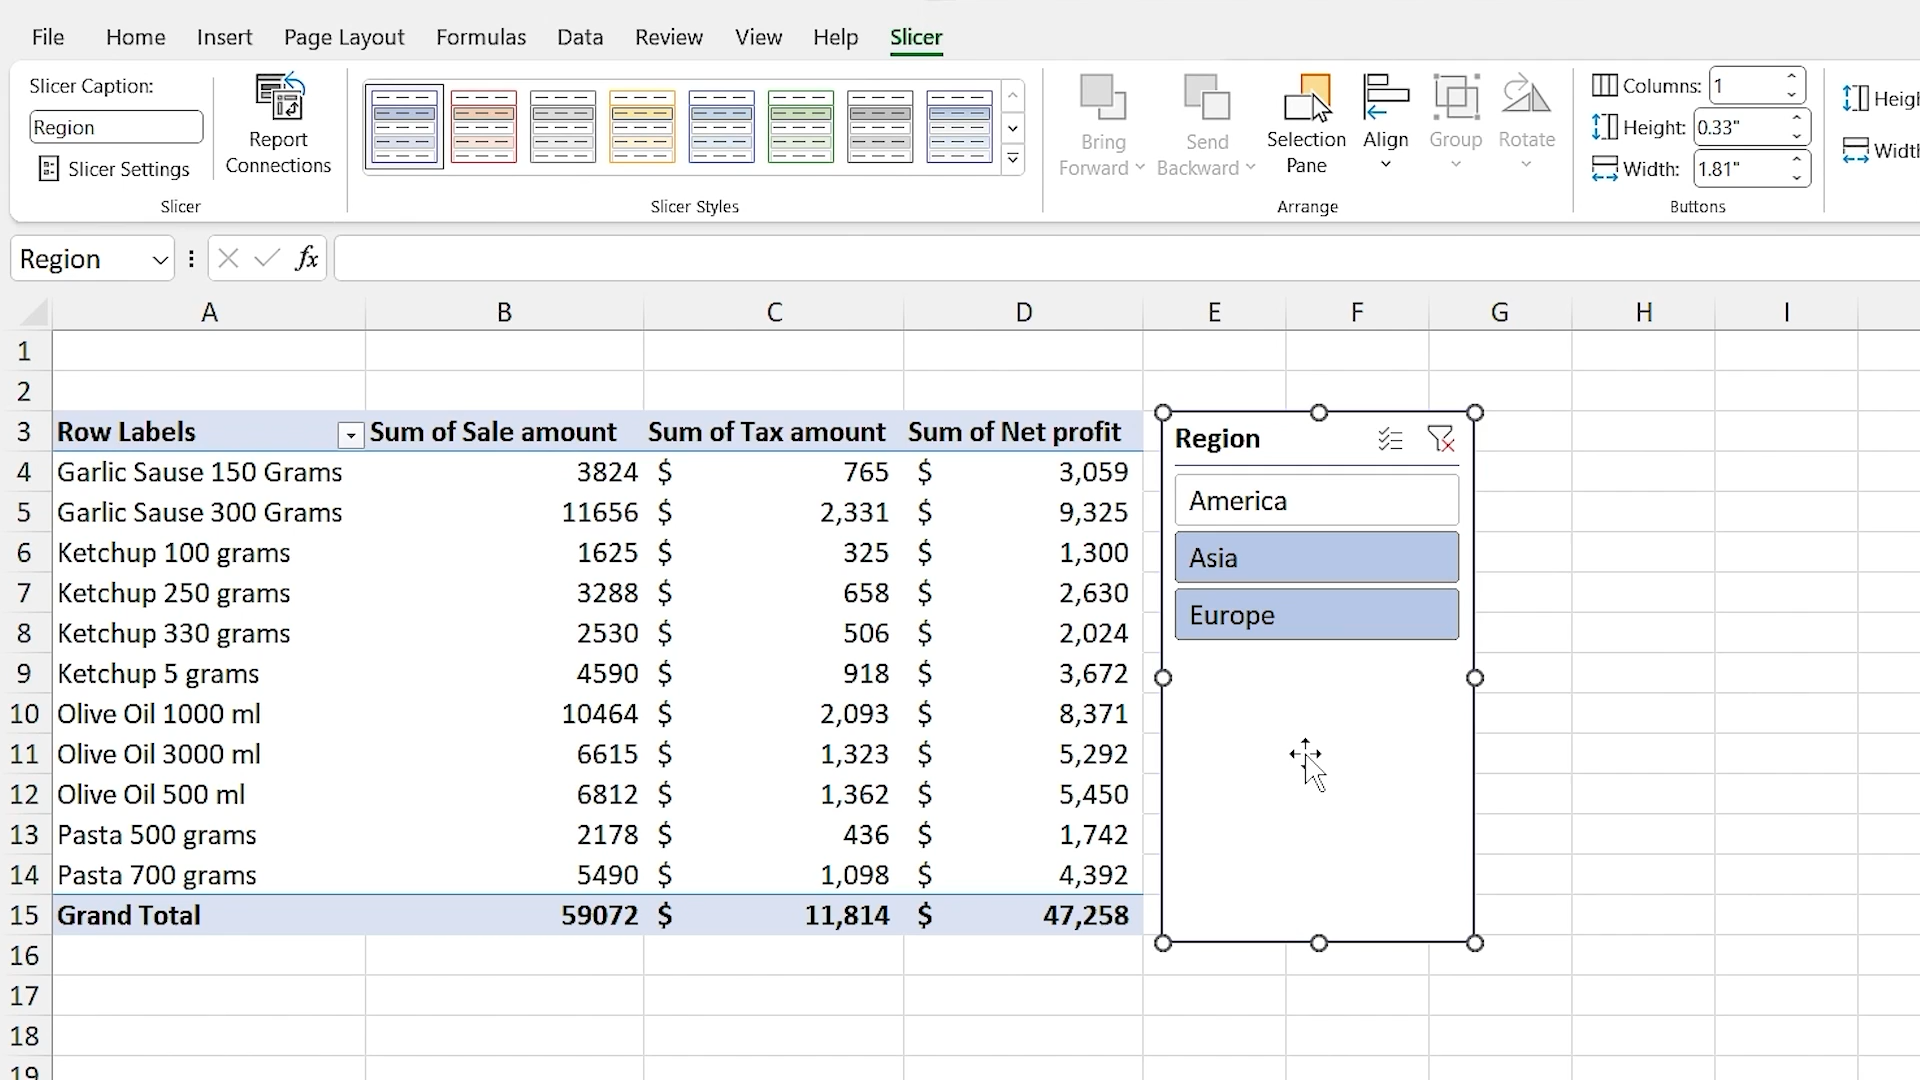 File Home Insert Page Layout Formulas Data Review View Help Slicer
Slicer Caption:
Region
Slicer Settings
Slicer
Report
Connections
Slicer Styles
Bring
Forward
Send
Backward
Selection
Pane
Align
Group
Rotate
Arrange
Columns: 1
Height: 0.33"
Width: 1.81"
Buttons
Region fx
A B C D E F G H I
1
2
3 Row Labels Sum of Sale amount Sum of Tax amount Sum of Net profit
4 Garlic Sause 150 Grams 3824 $ 765 $ 3,059
5 Garlic Sause 300 Grams 11656 $ 2,331 $ 9,325
6 Ketchup 100 grams 1625 $ 325 $ 1,300
7 Ketchup 250 grams 3288 $ 658 $ 2,630
8 Ketchup 330 grams 2530 $ 506 $ 2,024
9 Ketchup 5 grams 4590 $ 918 $ 3,672
10 Olive Oil 1000 ml 10464 $ 2,093 $ 8,371
11 Olive Oil 3000 ml 6615 $ 1,323 $ 5,292
12 Olive Oil 500 ml 6812 $ 1,362 $ 5,450
13 Pasta 500 grams 2178 $ 436 $ 1,742
14 Pasta 700 grams 5490 $ 1,098 $ 4,392
15 Grand Total 59072 $ 11,814 $ 47,258
16
17
18
19
Region
America
Asia
Europe